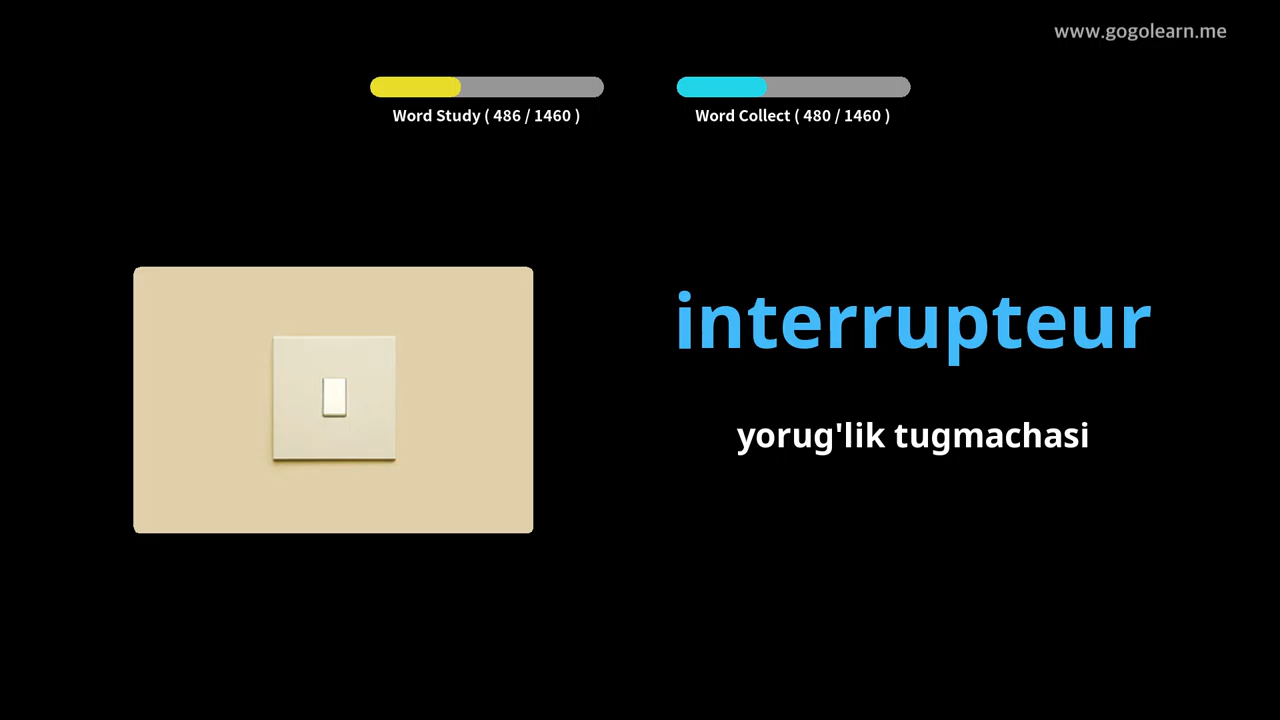 www.gogolearn.me
Word Study ( 486 / 1460 )
Word Collect ( 480 / 1460 )
interrupteur
yorug'lik tugmachasi